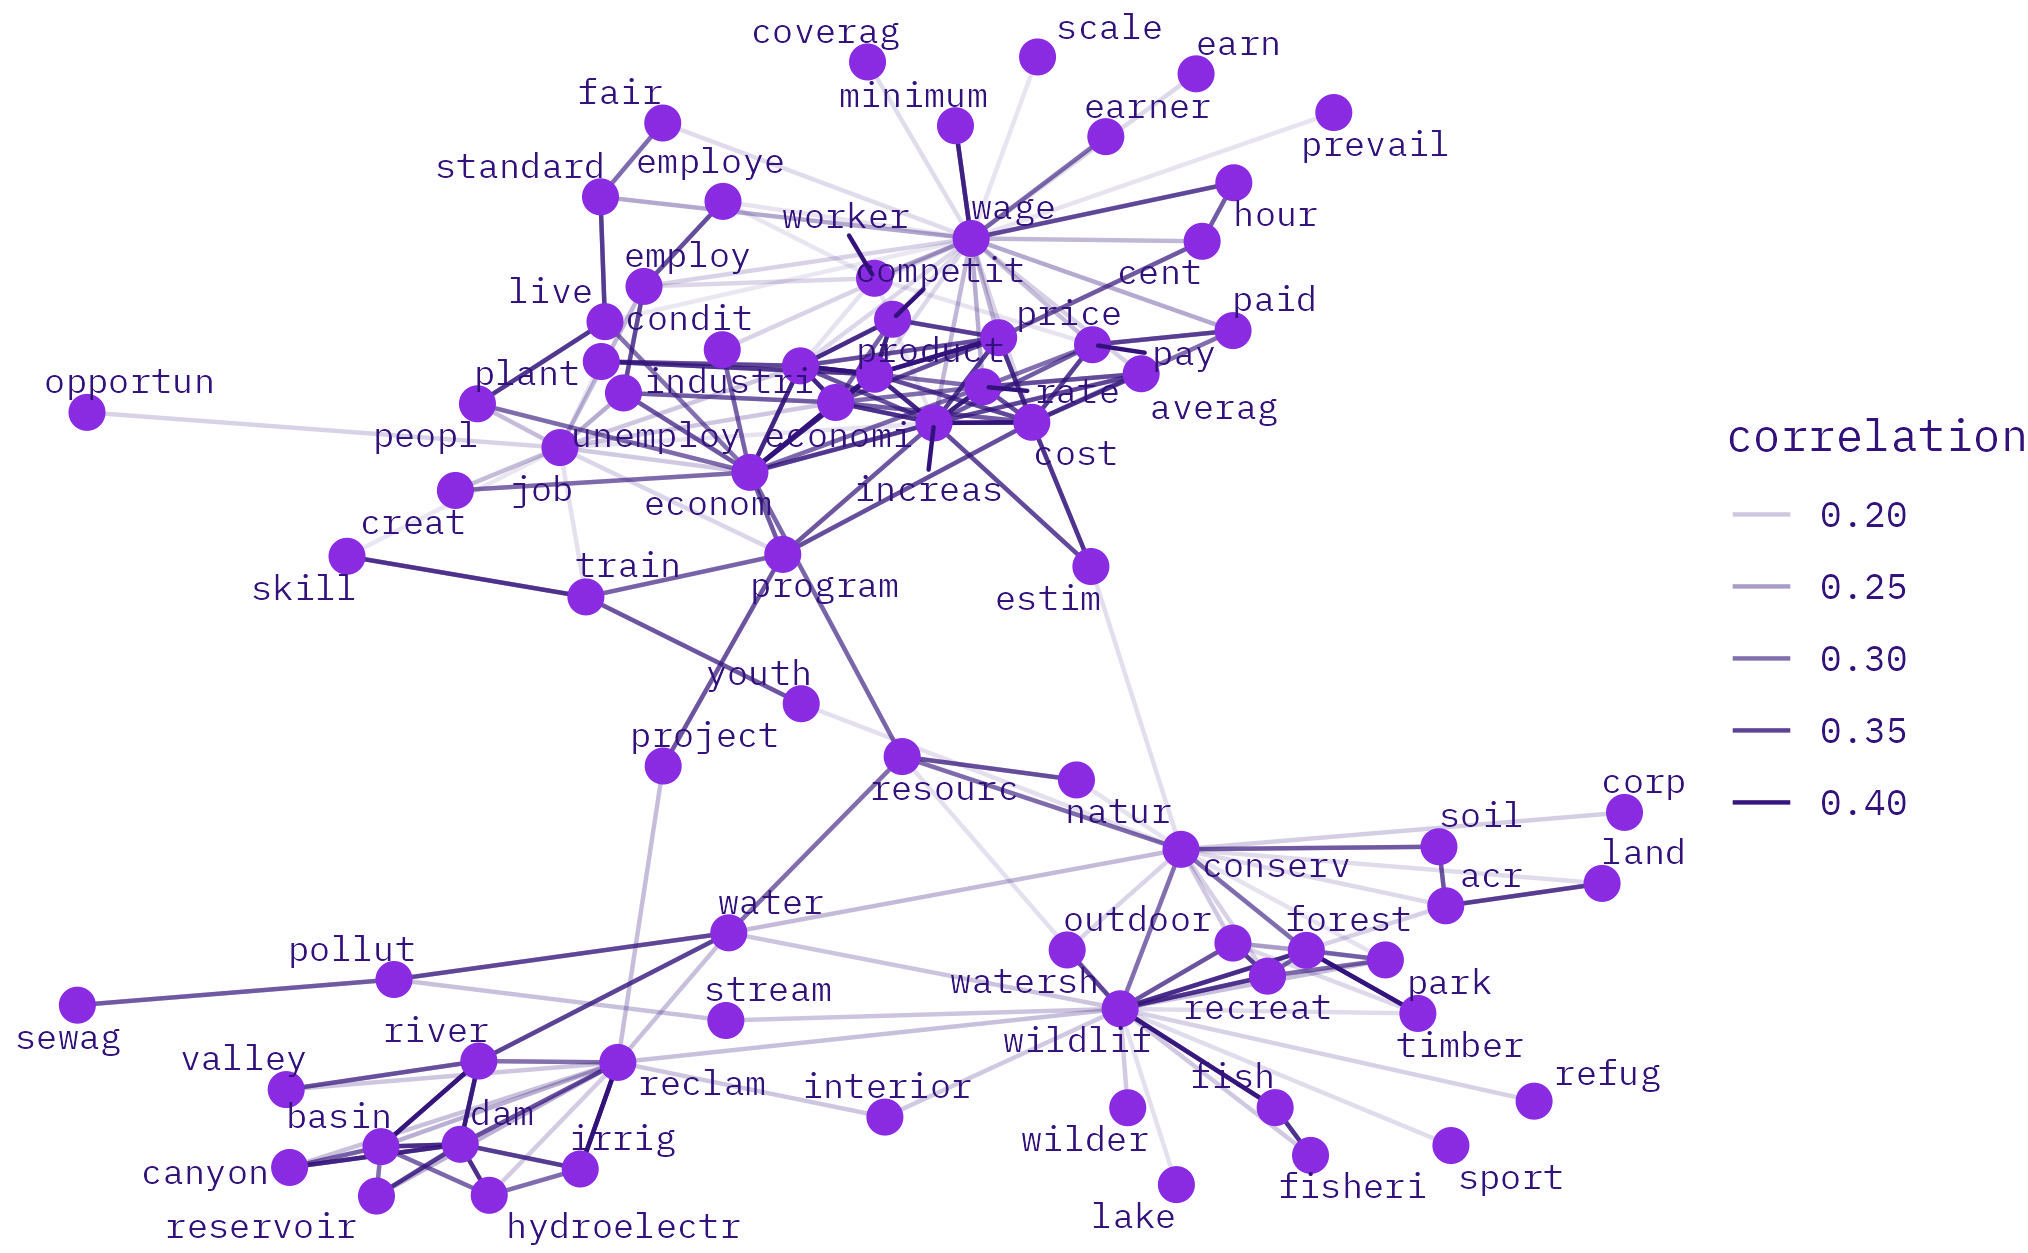 coverag
scale
earn
fair
minimum
earner
prevail
standard
employe
worker
wage
hour
employ
competit
cent
live
condit
price
paid
opportun
plant
industri
product
pay
rate
averag
peopl
unemploy
economi
cost
creat
job
econom
increas
skill
train
program
estim
youth
project
resourc
natur
corp
soil
land
conserv
acr
water
outdoor
forest
pollut
watersh
park
stream
recreat
sewag
river
wildlif
timber
valley
reclam
interior
fish
refug
basin
dam
irrig
wilder
canyon
fisheri
sport
reservoir
hydroelectr
lake
correlation
0.20
0.25
0.30
0.35
0.40